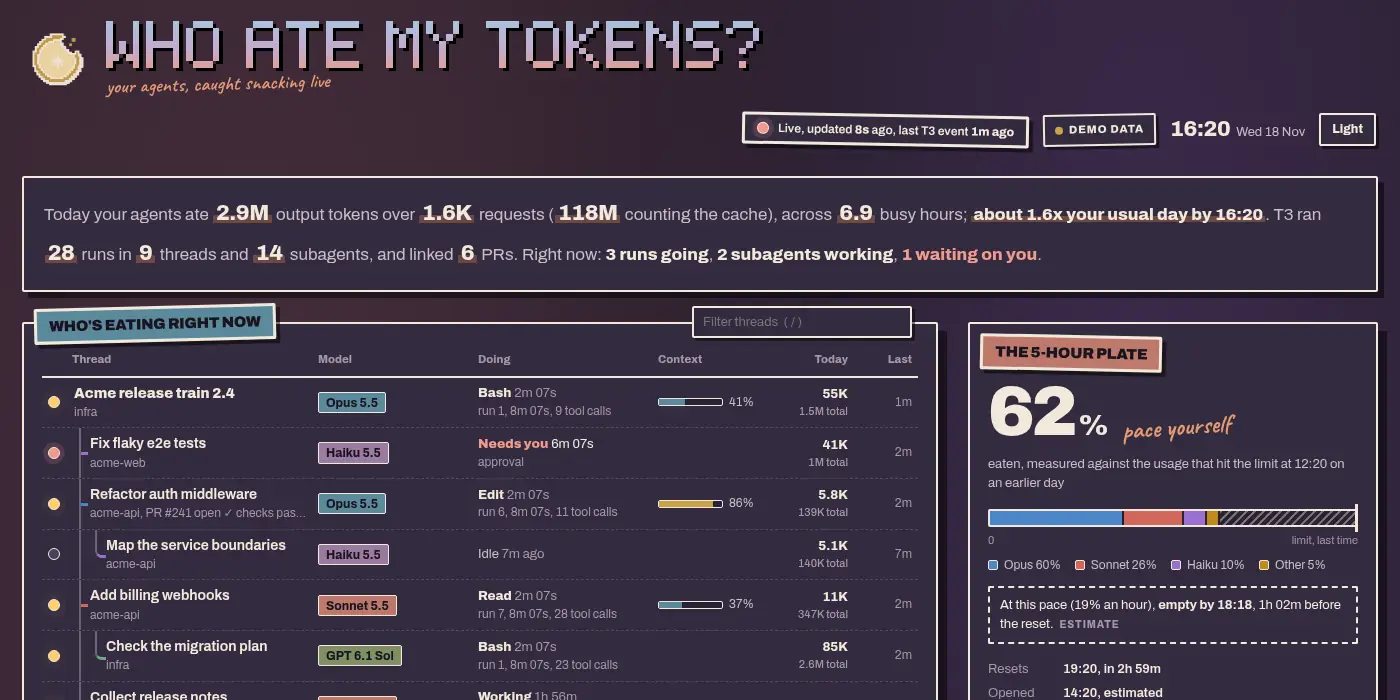 WHO ATE MY TOKENS?
your agents, caught snacking live
Live, updated 8s ago, last T3 event 1m ago
DEMO DATA
16:20 Wed 18 Nov
Light
Today your agents ate 2.9M output tokens over 1.6K requests (118M counting the cache), across 6.9 busy hours; about 1.6x your usual day by 16:20. T3 ran
28 runs in 9 threads and 14 subagents, and linked 6 PRs. Right now: 3 runs going, 2 subagents working, 1 waiting on you.
WHO'S EATING RIGHT NOW
Filter threads ( / )
Thread Model Doing Context Today Last
Acme release train 2.4 Opus 5.5 Bash 2m 07s 41% 55K 1m
infra run 1, 8m 07s, 9 tool calls 1.5M total
Fix flaky e2e tests Haiku 5.5 Needs you 6m 07s 41K 2m
acme-web approval 1M total
Refactor auth middleware Opus 5.5 Edit 2m 07s 86% 5.8K 2m
acme-api, PR #241 open ✓ checks pas... run 6, 8m 07s, 11 tool calls 139K total
Map the service boundaries Haiku 5.5 Idle 7m ago 5.1K 7m
acme-api 140K total
Add billing webhooks Sonnet 5.5 Read 2m 07s 37% 11K 2m
acme-api run 7, 8m 07s, 28 tool calls 347K total
Check the migration plan GPT 6.1 Sol Bash 2m 07s 85K 2m
infra run 1, 8m 07s, 23 tool calls 2.6M total
Collect release notes Working 1h 56m
THE 5-HOUR PLATE
62% pace yourself
eaten, measured against the usage that hit the limit at 12:20 on
an earlier day
0 limit, last time
Opus 60% Sonnet 26% Haiku 10% Other 5%
At this pace (19% an hour), empty by 18:18, 1h 02m before
the reset. ESTIMATE
Resets 19:20, in 2h 59m
Opened 14:20, estimated